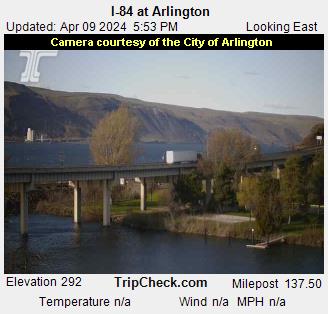 I-84 at Arlington
Updated: Apr 09 2024 5:53 PM Looking East
Camera courtesy of the City of Arlington
Elevation 292 TripCheck.com Milepost 137.50
Temperature n/a Wind n/a MPH n/a